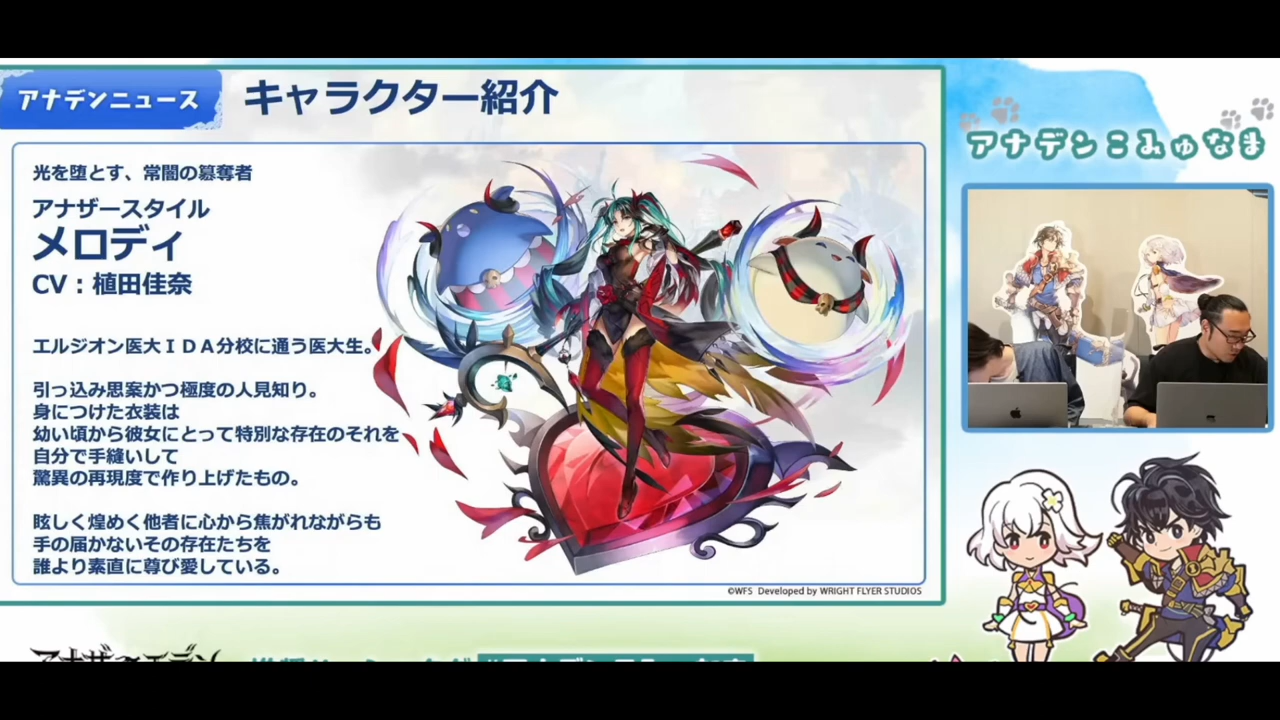 アナデンニュース
キャラクター紹介
光を堕とす、常闇の簒奪者
アナザースタイル
メロディ
CV：植田佳奈
エルジオン医大ＩＤＡ分校に通う医大生。
引っ込み思案かつ極度の人見知り。
身につけた衣装は
幼い頃から彼女にとって特別な存在のそれを
自分で手縫いして
驚異の再現度で作り上げたもの。
眩しく煌めく他者に心から焦がれながらも
手の届かないその存在たちを
誰より素直に尊び愛している。
©WFS Developed by WRIGHT FLYER STUDIOS
アナデンこみゅなま
アナザーエデン